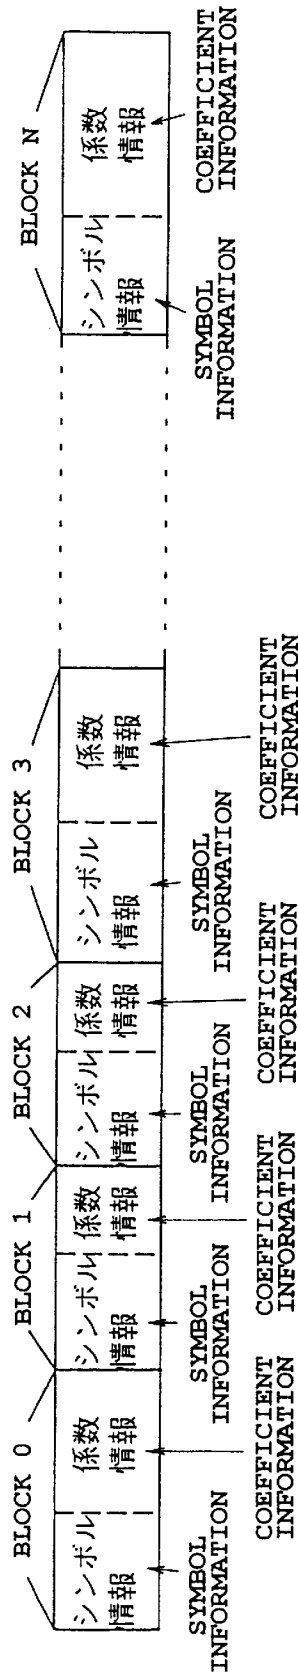 BLOCK 0
BLOCK 1
BLOCK 2
BLOCK 3
BLOCK N
シンボル
情報
係数
情報
シンボル
情報
係数
情報
シンボル
情報
係数
情報
シンボル
情報
係数
情報
シンボル
情報
係数
情報
SYMBOL
INFORMATION
COEFFICIENT
INFORMATION
SYMBOL
INFORMATION
COEFFICIENT
INFORMATION
SYMBOL
INFORMATION
COEFFICIENT
INFORMATION
SYMBOL
INFORMATION
COEFFICIENT
INFORMATION
SYMBOL
INFORMATION
COEFFICIENT
INFORMATION